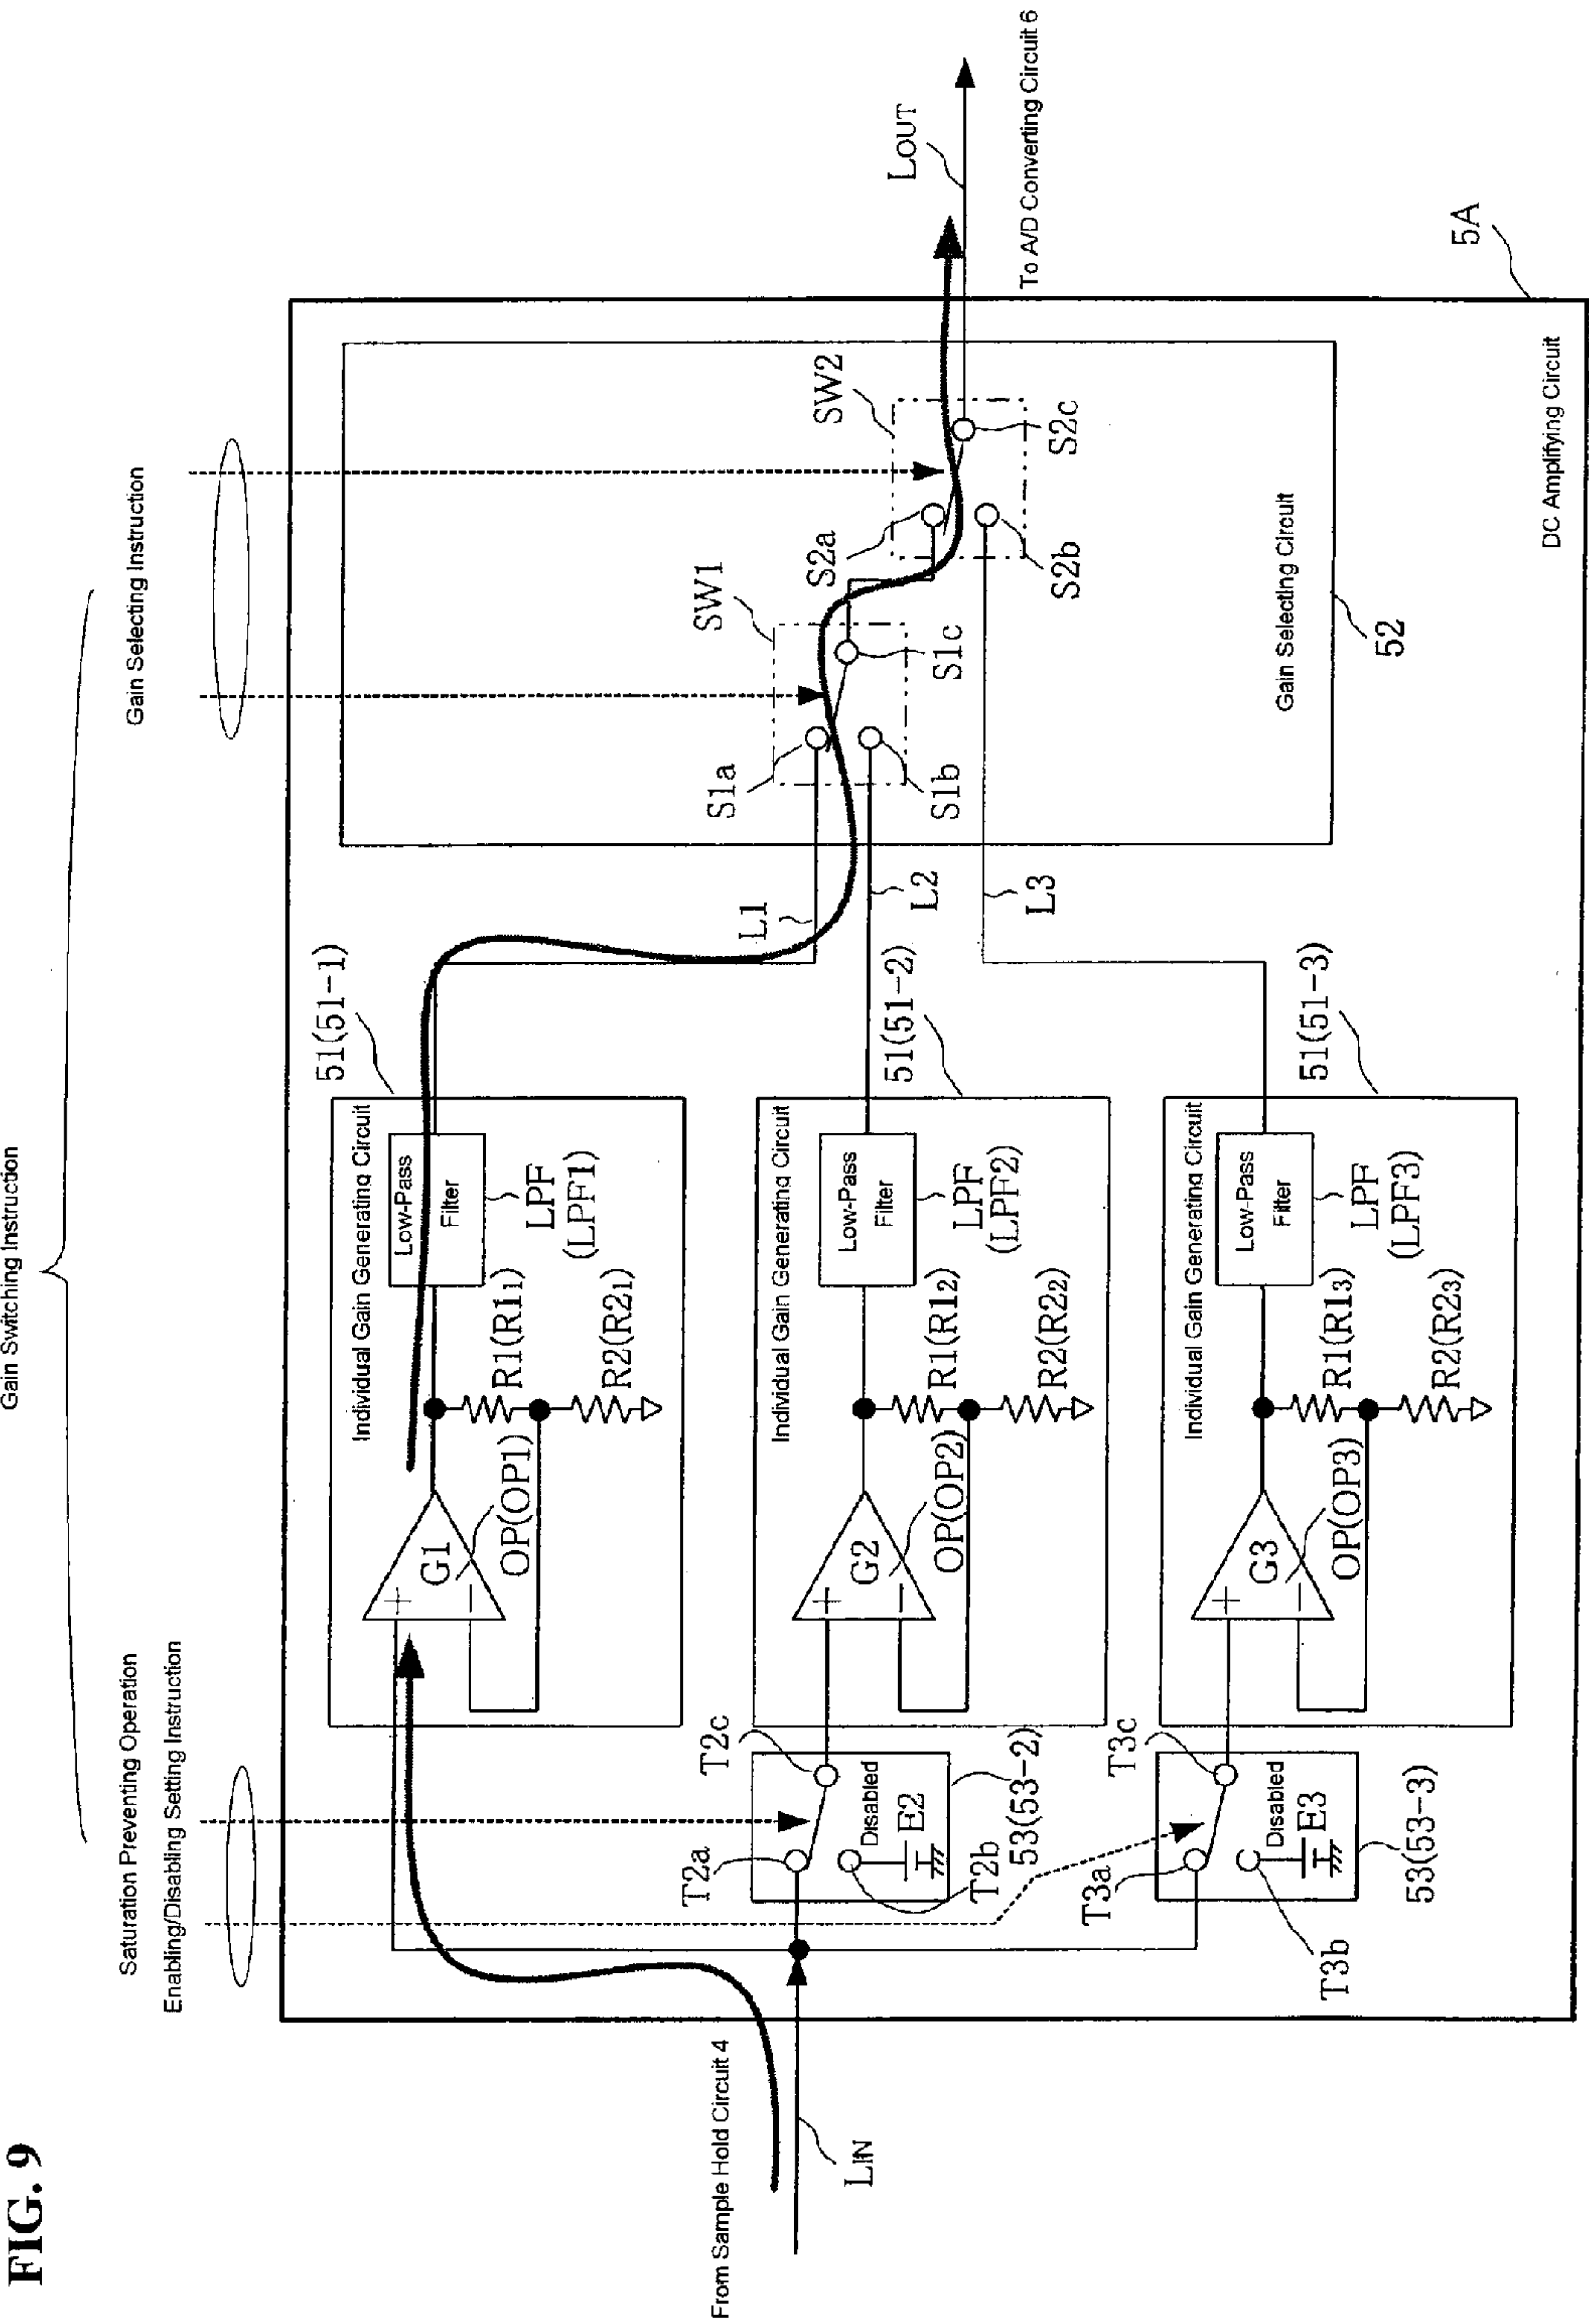 FIG. 9
Gain Switching Instruction
Saturation Preventing Operation
Enabling/Disabling Setting Instruction
Gain Selecting Instruction
From Sample Hold Circuit 4
LIN
51(51-1)
Individual Gain Generating Circuit
G1
+
−
OP(OP1)
Low-Pass
Filter
LPF
(LPF1)
R1(R11)
R2(R21)
L1
T2a
T2c
Disabled
E2
T2b
53(53-2)
51(51-2)
Individual Gain Generating Circuit
G2
+
−
OP(OP2)
Low-Pass
Filter
LPF
(LPF2)
R1(R12)
R2(R22)
L2
T3a
T3c
Disabled
E3
T3b
53(53-3)
51(51-3)
Individual Gain Generating Circuit
G3
+
−
OP(OP3)
Low-Pass
Filter
LPF
(LPF3)
R1(R13)
R2(R23)
L3
SW1
S1a
S1b
S1c
SW2
S2a
S2b
S2c
Gain Selecting Circuit
52
LOUT
To A/D Converting Circuit 6
DC Amplifying Circuit
5A